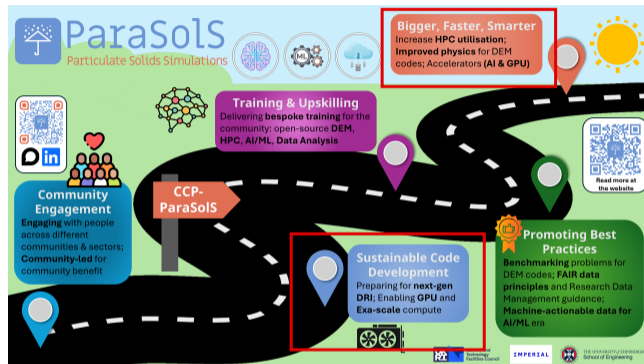 ParaSolS
Particulate Solids Simulations
ML
Bigger, Faster, Smarter
Increase HPC utilisation;
Improved physics for DEM
codes; Accelerators (AI & GPU)
Training & Upskilling
Delivering bespoke training for the
community: open-source DEM,
HPC, AI/ML, Data Analysis
in
Read more at
the website
Community
Engagement
Engaging with people
across different
communities & sectors;
Community-led for
community benefit
CCP-
ParaSolS
Sustainable Code
Development
Preparing for next-gen
DRI; Enabling GPU and
Exa-scale compute
Promoting Best
Practices
Benchmarking problems for
DEM codes; FAIR data
principles and Research Data
Management guidance;
Machine-actionable data for
AI/ML era
Technology
Facilities Council
IMPERIAL
THE UNIVERSITY of EDINBURGH
School of Engineering